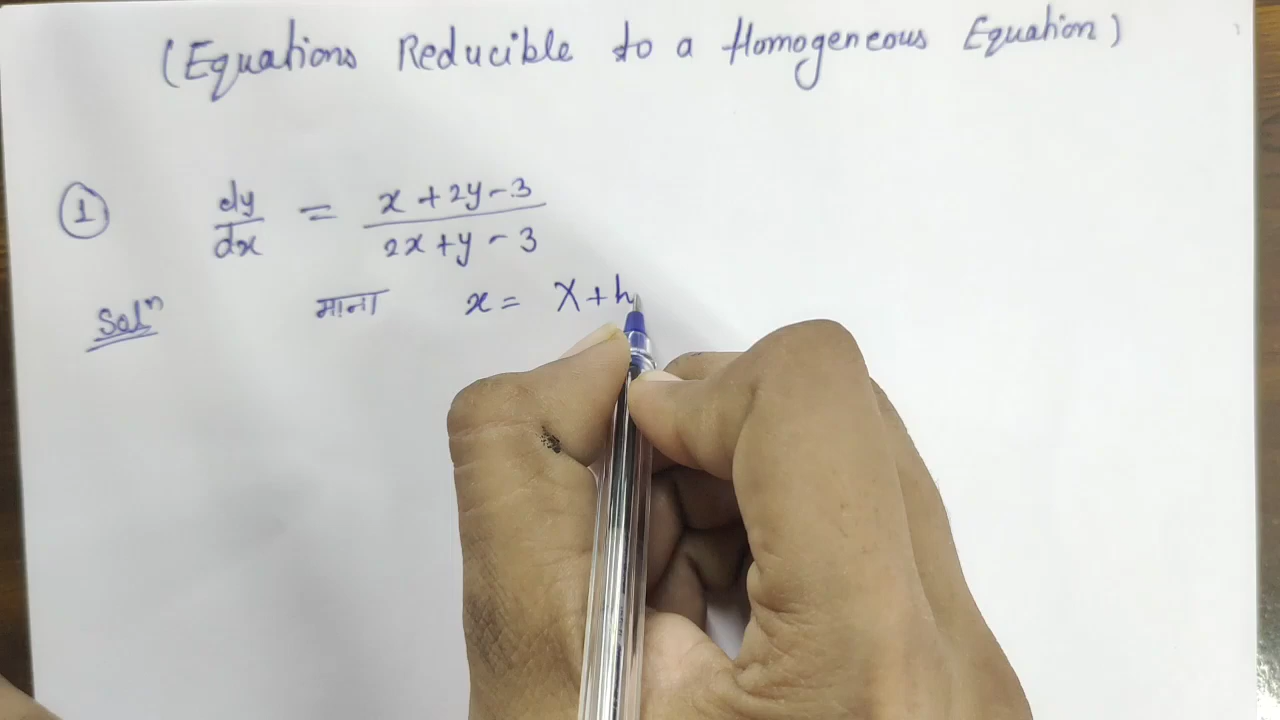 (Equations Reducible to a Homogeneous Equation)
① dy/dx = x + 2y - 3 / 2x + y - 3
Solⁿ माना x = X + h